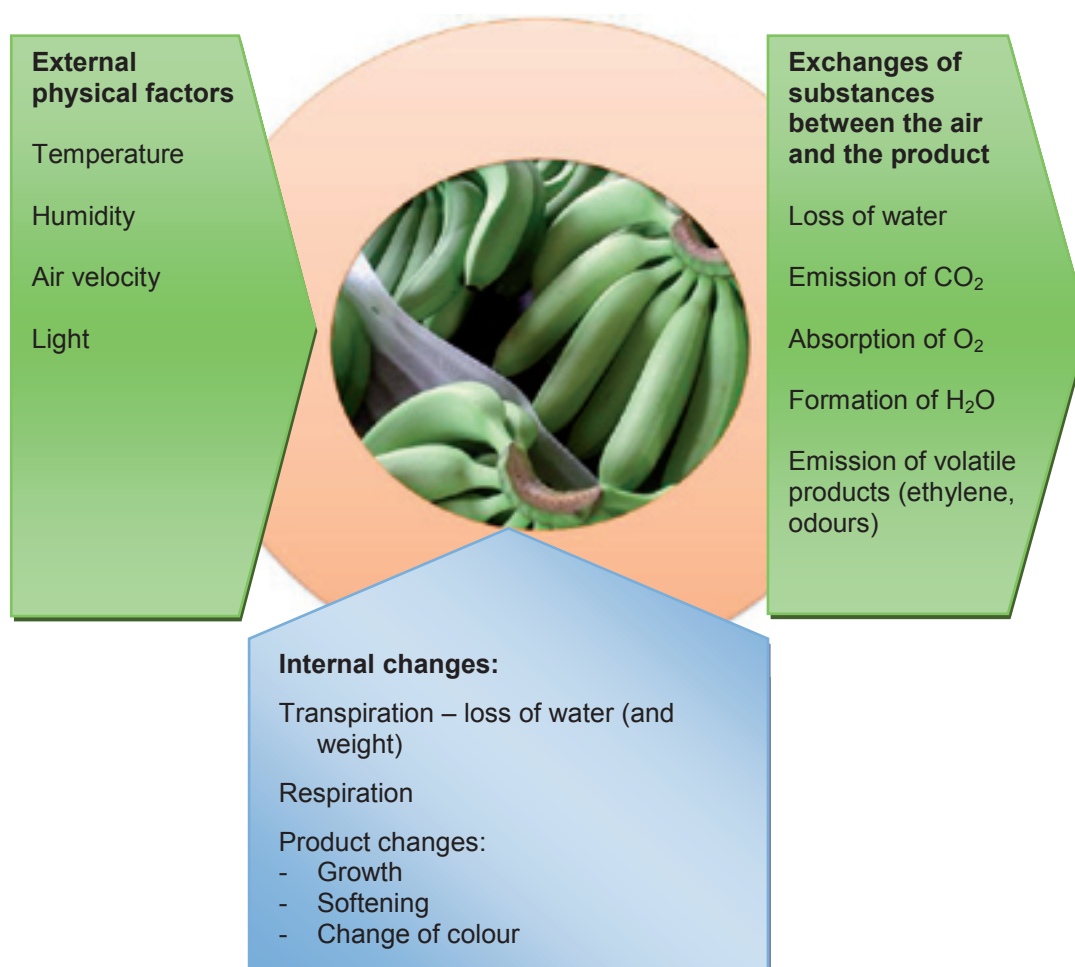 External
physical factors
Temperature
Humidity
Air velocity
Light
Exchanges of
substances
between the air
and the product
Loss of water
Emission of CO₂
Absorption of O₂
Formation of H₂O
Emission of volatile
products (ethylene,
odours)
Internal changes:
Transpiration – loss of water (and
weight)
Respiration
Product changes:
- Growth
- Softening
- Change of colour